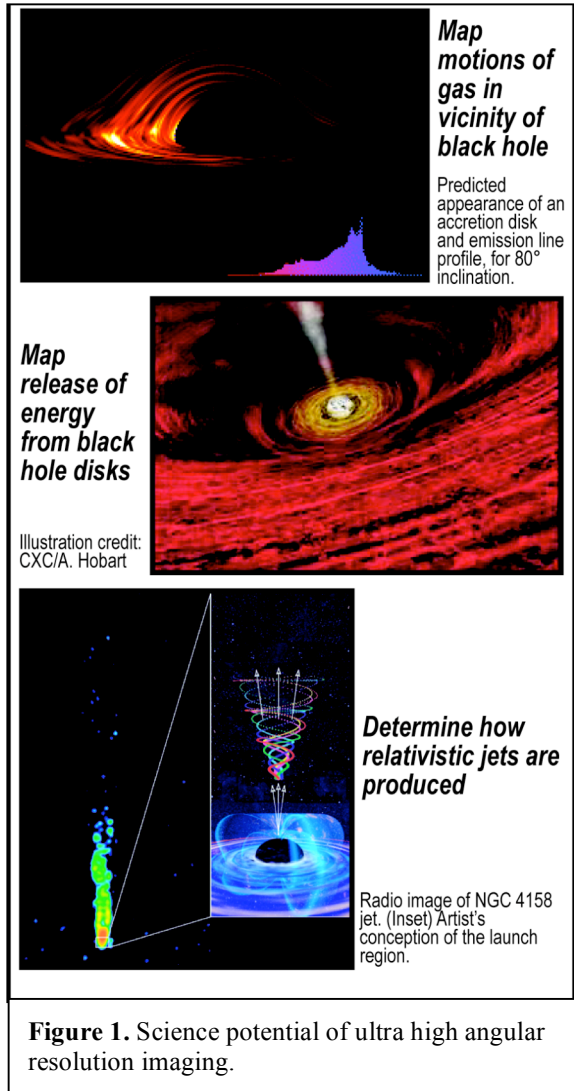 Map
motions of
gas in
vicinity of
black hole
Predicted
appearance of an
accretion disk
and emission line
profile, for 80°
inclination.
Map
release of
energy
from black
hole disks
Illustration credit:
CXC/A. Hobart
Determine how
relativistic jets are
produced
Radio image of NGC 4158
jet. (Inset) Artist's
conception of the launch
region.
Figure 1. Science potential of ultra high angular
resolution imaging.